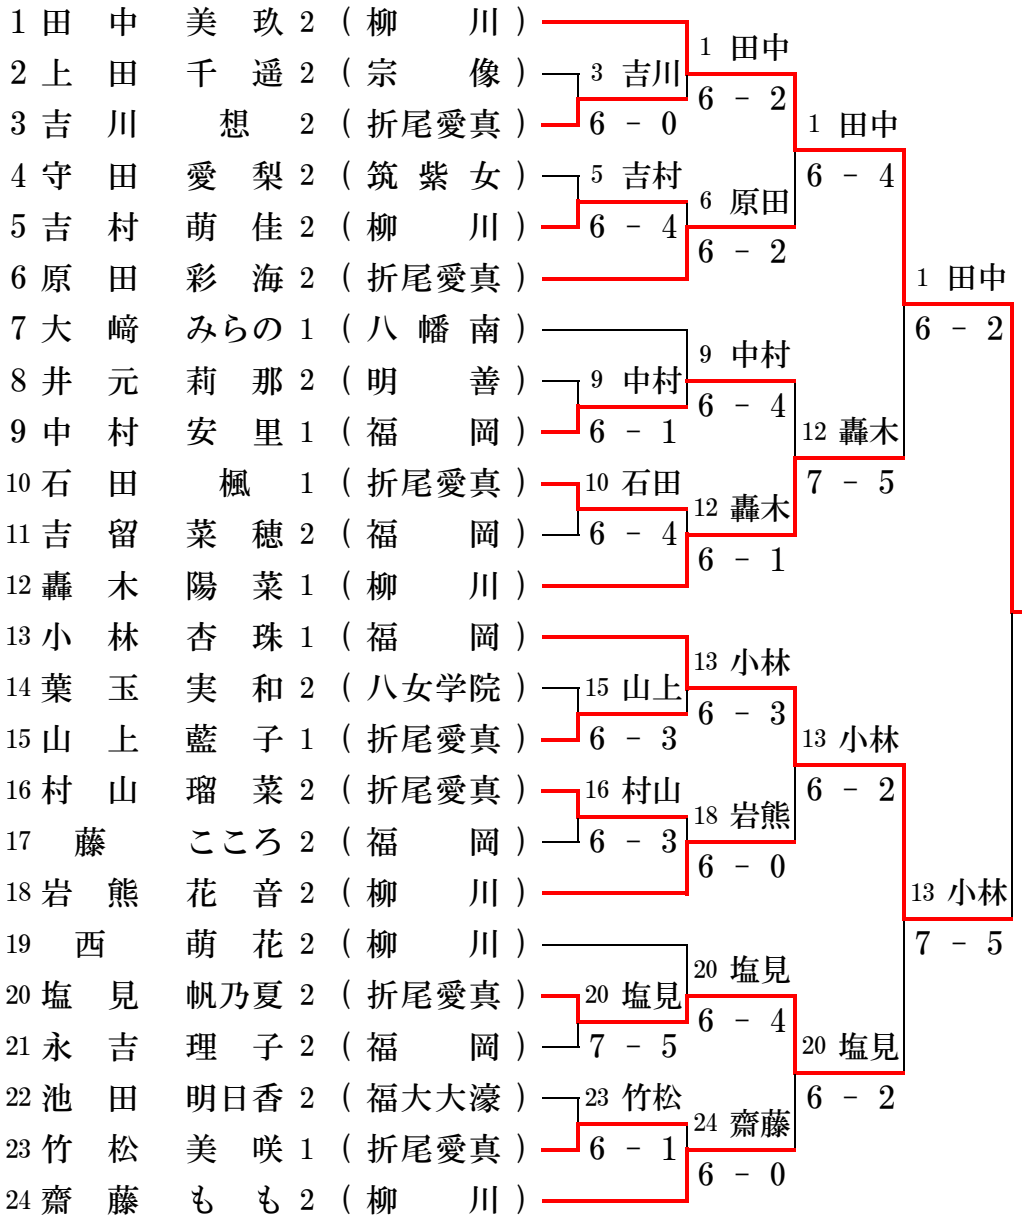 1 田中 美玖 2 (柳川)
2 上田 千遥 2 (宗像)
3 吉川 想 2 (折尾愛真)
4 守田 愛梨 2 (筑紫女)
5 吉村 萌佳 2 (柳川)
6 原田 彩海 2 (折尾愛真)
7 大﨑 みらの 1 (八幡南)
8 井元 莉那 2 (明善)
9 中村 安里 1 (福岡)
10 石田 楓 1 (折尾愛真)
11 吉留 菜穂 2 (福岡)
12 轟木 陽菜 1 (柳川)
13 小林 杏珠 1 (福岡)
14 葉玉 実和 2 (八女学院)
15 山上 藍子 1 (折尾愛真)
16 村山 瑠菜 2 (折尾愛真)
17 藤 こころ 2 (福岡)
18 岩熊 花音 2 (柳川)
19 西 萌花 2 (柳川)
20 塩見 帆乃夏 2 (折尾愛真)
21 永吉 理子 2 (福岡)
22 池田 明日香 2 (福大大濠)
23 竹松 美咲 1 (折尾愛真)
24 齋藤 もも 2 (柳川)
3 吉川
6 - 0
5 吉村
6 - 4
9 中村
6 - 1
10 石田
6 - 4
15 山上
6 - 3
16 村山
6 - 3
20 塩見
7 - 5
23 竹松
6 - 1
1 田中
6 - 2
6 原田
6 - 2
9 中村
6 - 4
12 轟木
6 - 1
13 小林
6 - 3
18 岩熊
6 - 0
20 塩見
6 - 4
24 齋藤
6 - 0
1 田中
6 - 4
12 轟木
7 - 5
13 小林
6 - 2
20 塩見
6 - 2
1 田中
6 - 2
13 小林
7 - 5